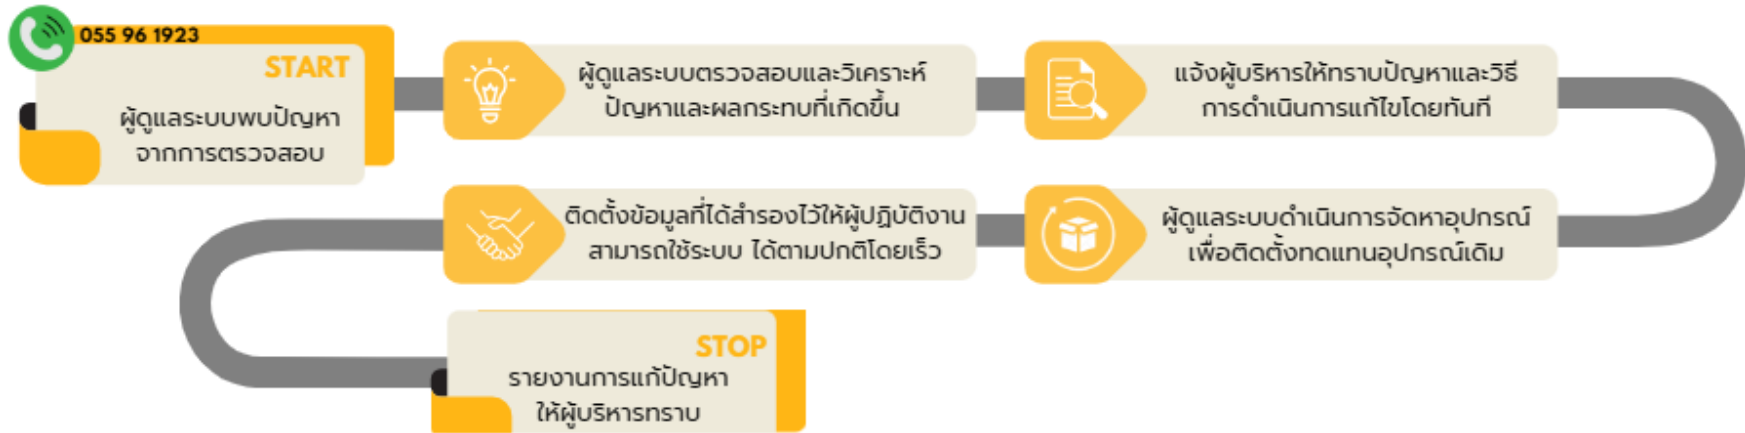 055 96 1923
START
ผู้ดูแลระบบพบปัญหา
จากการตรวจสอบ
ผู้ดูแลระบบตรวจสอบและวิเคราะห์
ปัญหาและผลกระทบที่เกิดขึ้น
แจ้งผู้บริหารให้ทราบปัญหาและวิธี
การดำเนินการแก้ไขโดยทันที
ผู้ดูแลระบบดำเนินการจัดหาอุปกรณ์
เพื่อติดตั้งทดแทนอุปกรณ์เดิม
ติดตั้งข้อมูลที่ได้สำรองไว้ให้ผู้ปฏิบัติงาน
สามารถใช้ระบบ ได้ตามปกติโดยเร็ว
STOP
รายงานการแก้ปัญหา
ให้ผู้บริหารทราบ